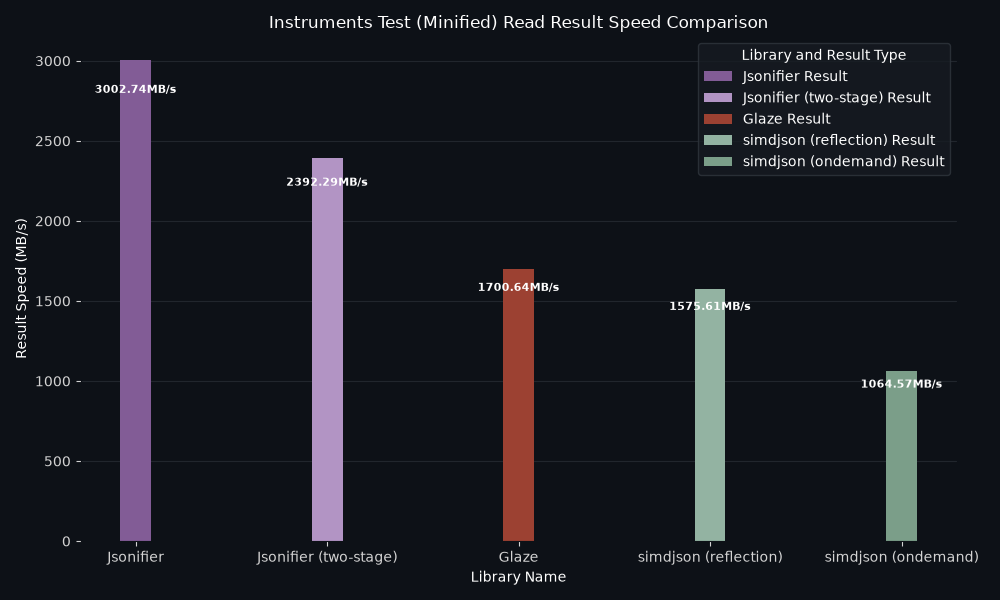 Instruments Test (Minified) Read Result Speed Comparison
Library and Result Type
Jsonifier Result
Jsonifier (two-stage) Result
Glaze Result
simdjson (reflection) Result
simdjson (ondemand) Result
Result Speed (MB/s)
3000
2500
2000
1500
1000
500
0
3002.74MB/s
2392.29MB/s
1700.64MB/s
1575.61MB/s
1064.57MB/s
Jsonifier
Jsonifier (two-stage)
Glaze
simdjson (reflection)
simdjson (ondemand)
Library Name